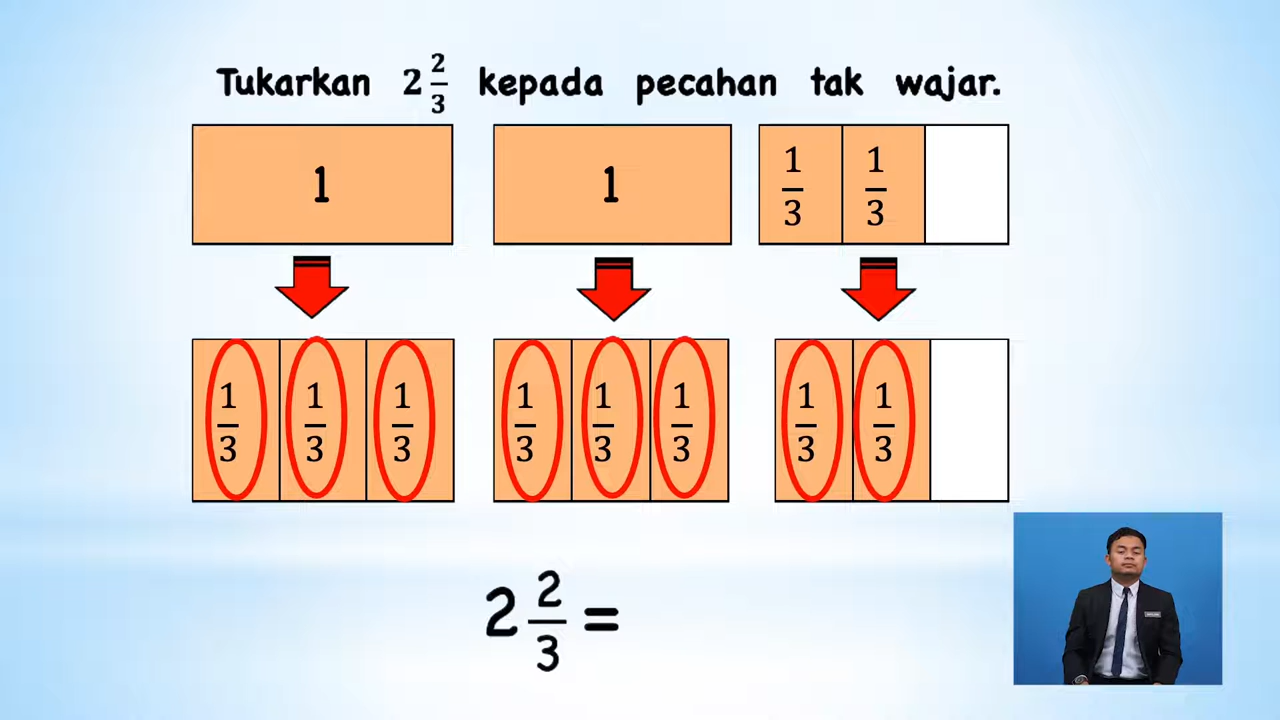 Tukarkan 2 2/3 kepada pecahan tak wajar.
1 1 1/3 1/3
1/3 1/3 1/3 1/3 1/3 1/3 1/3 1/3
2 2/3 =